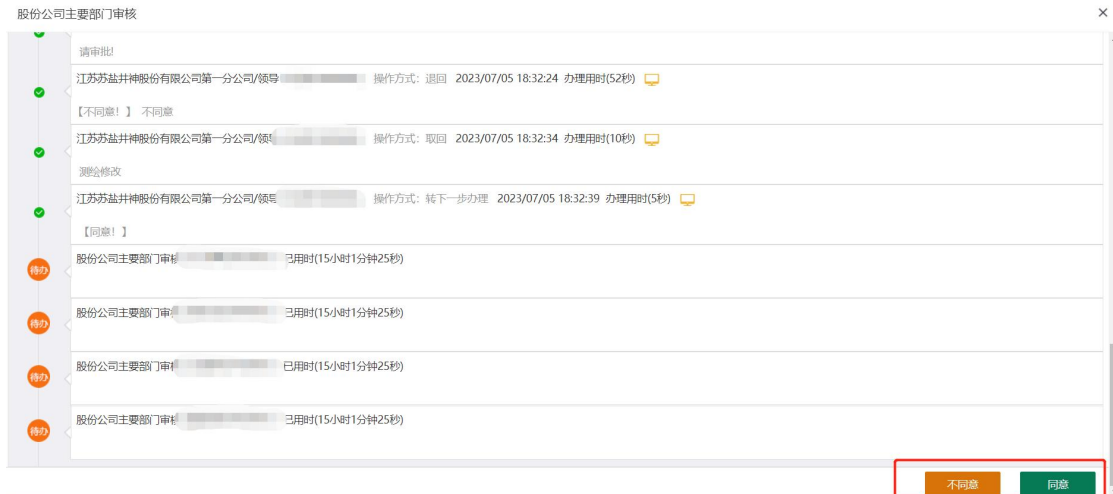 股份公司主要部门审核
请审批!
江苏苏盐井神股份有限公司第一分公司/领导 操作方式：退回 2023/07/05 18:32:24 办理用时(52秒)
【不同意！】 不同意
江苏苏盐井神股份有限公司第一分公司/领导 操作方式：取回 2023/07/05 18:32:34 办理用时(10秒)
测绘修改
江苏苏盐井神股份有限公司第一分公司/领导 操作方式：转下一步办理 2023/07/05 18:32:39 办理用时(5秒)
【同意！】
待办 股份公司主要部门审核 已用时(15小时1分钟25秒)
待办 股份公司主要部门审核 已用时(15小时1分钟25秒)
待办 股份公司主要部门审核 已用时(15小时1分钟25秒)
待办 股份公司主要部门审核 已用时(15小时1分钟25秒)
不同意 同意